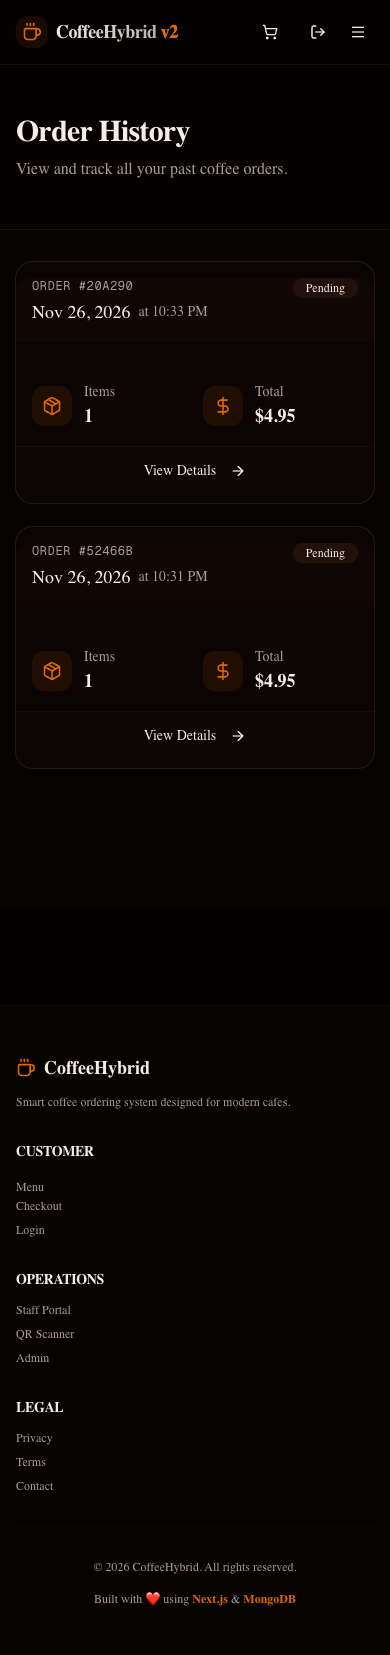 CoffeeHybrid v2
Order History
View and track all your past coffee orders.
ORDER #20A290
Pending
Nov 26, 2026 at 10:33 PM
Items
1
Total
$4.95
View Details
ORDER #52466B
Pending
Nov 26, 2026 at 10:31 PM
Items
1
Total
$4.95
View Details
CoffeeHybrid
Smart coffee ordering system designed for modern cafes.
CUSTOMER
Menu
Checkout
Login
OPERATIONS
Staff Portal
QR Scanner
Admin
LEGAL
Privacy
Terms
Contact
© 2026 CoffeeHybrid. All rights reserved.
Built with ❤️ using Next.js & MongoDB